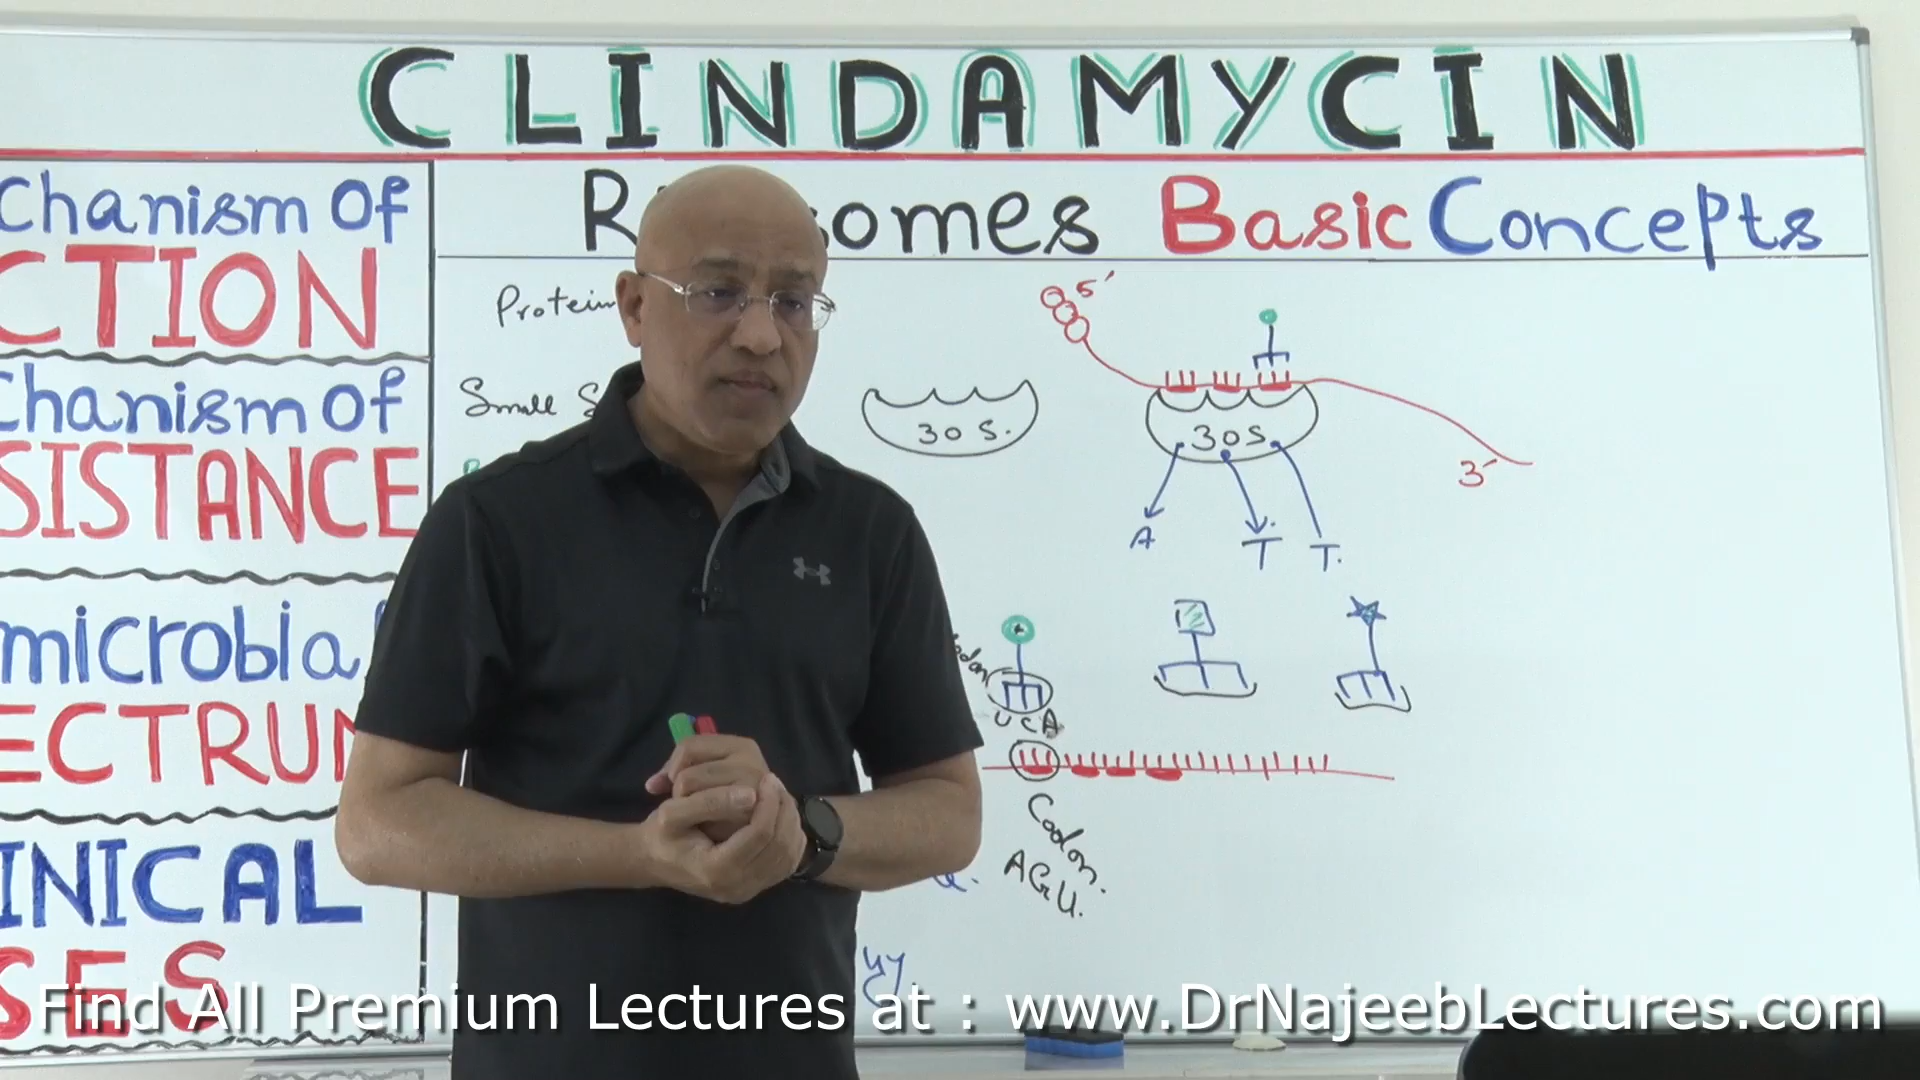 CLINDAMYCIN
chanism of
CTION
chanism of
SISTANCE
microbia
ECTRUM
INICAL
SES
R somes Basic Concepts
Protein
Small S
30 S.
5'
30S
3'
A
T
T.
codon
UCA
Codon
AGU.
Find All Premium Lectures at : www.DrNajeebLectures.com